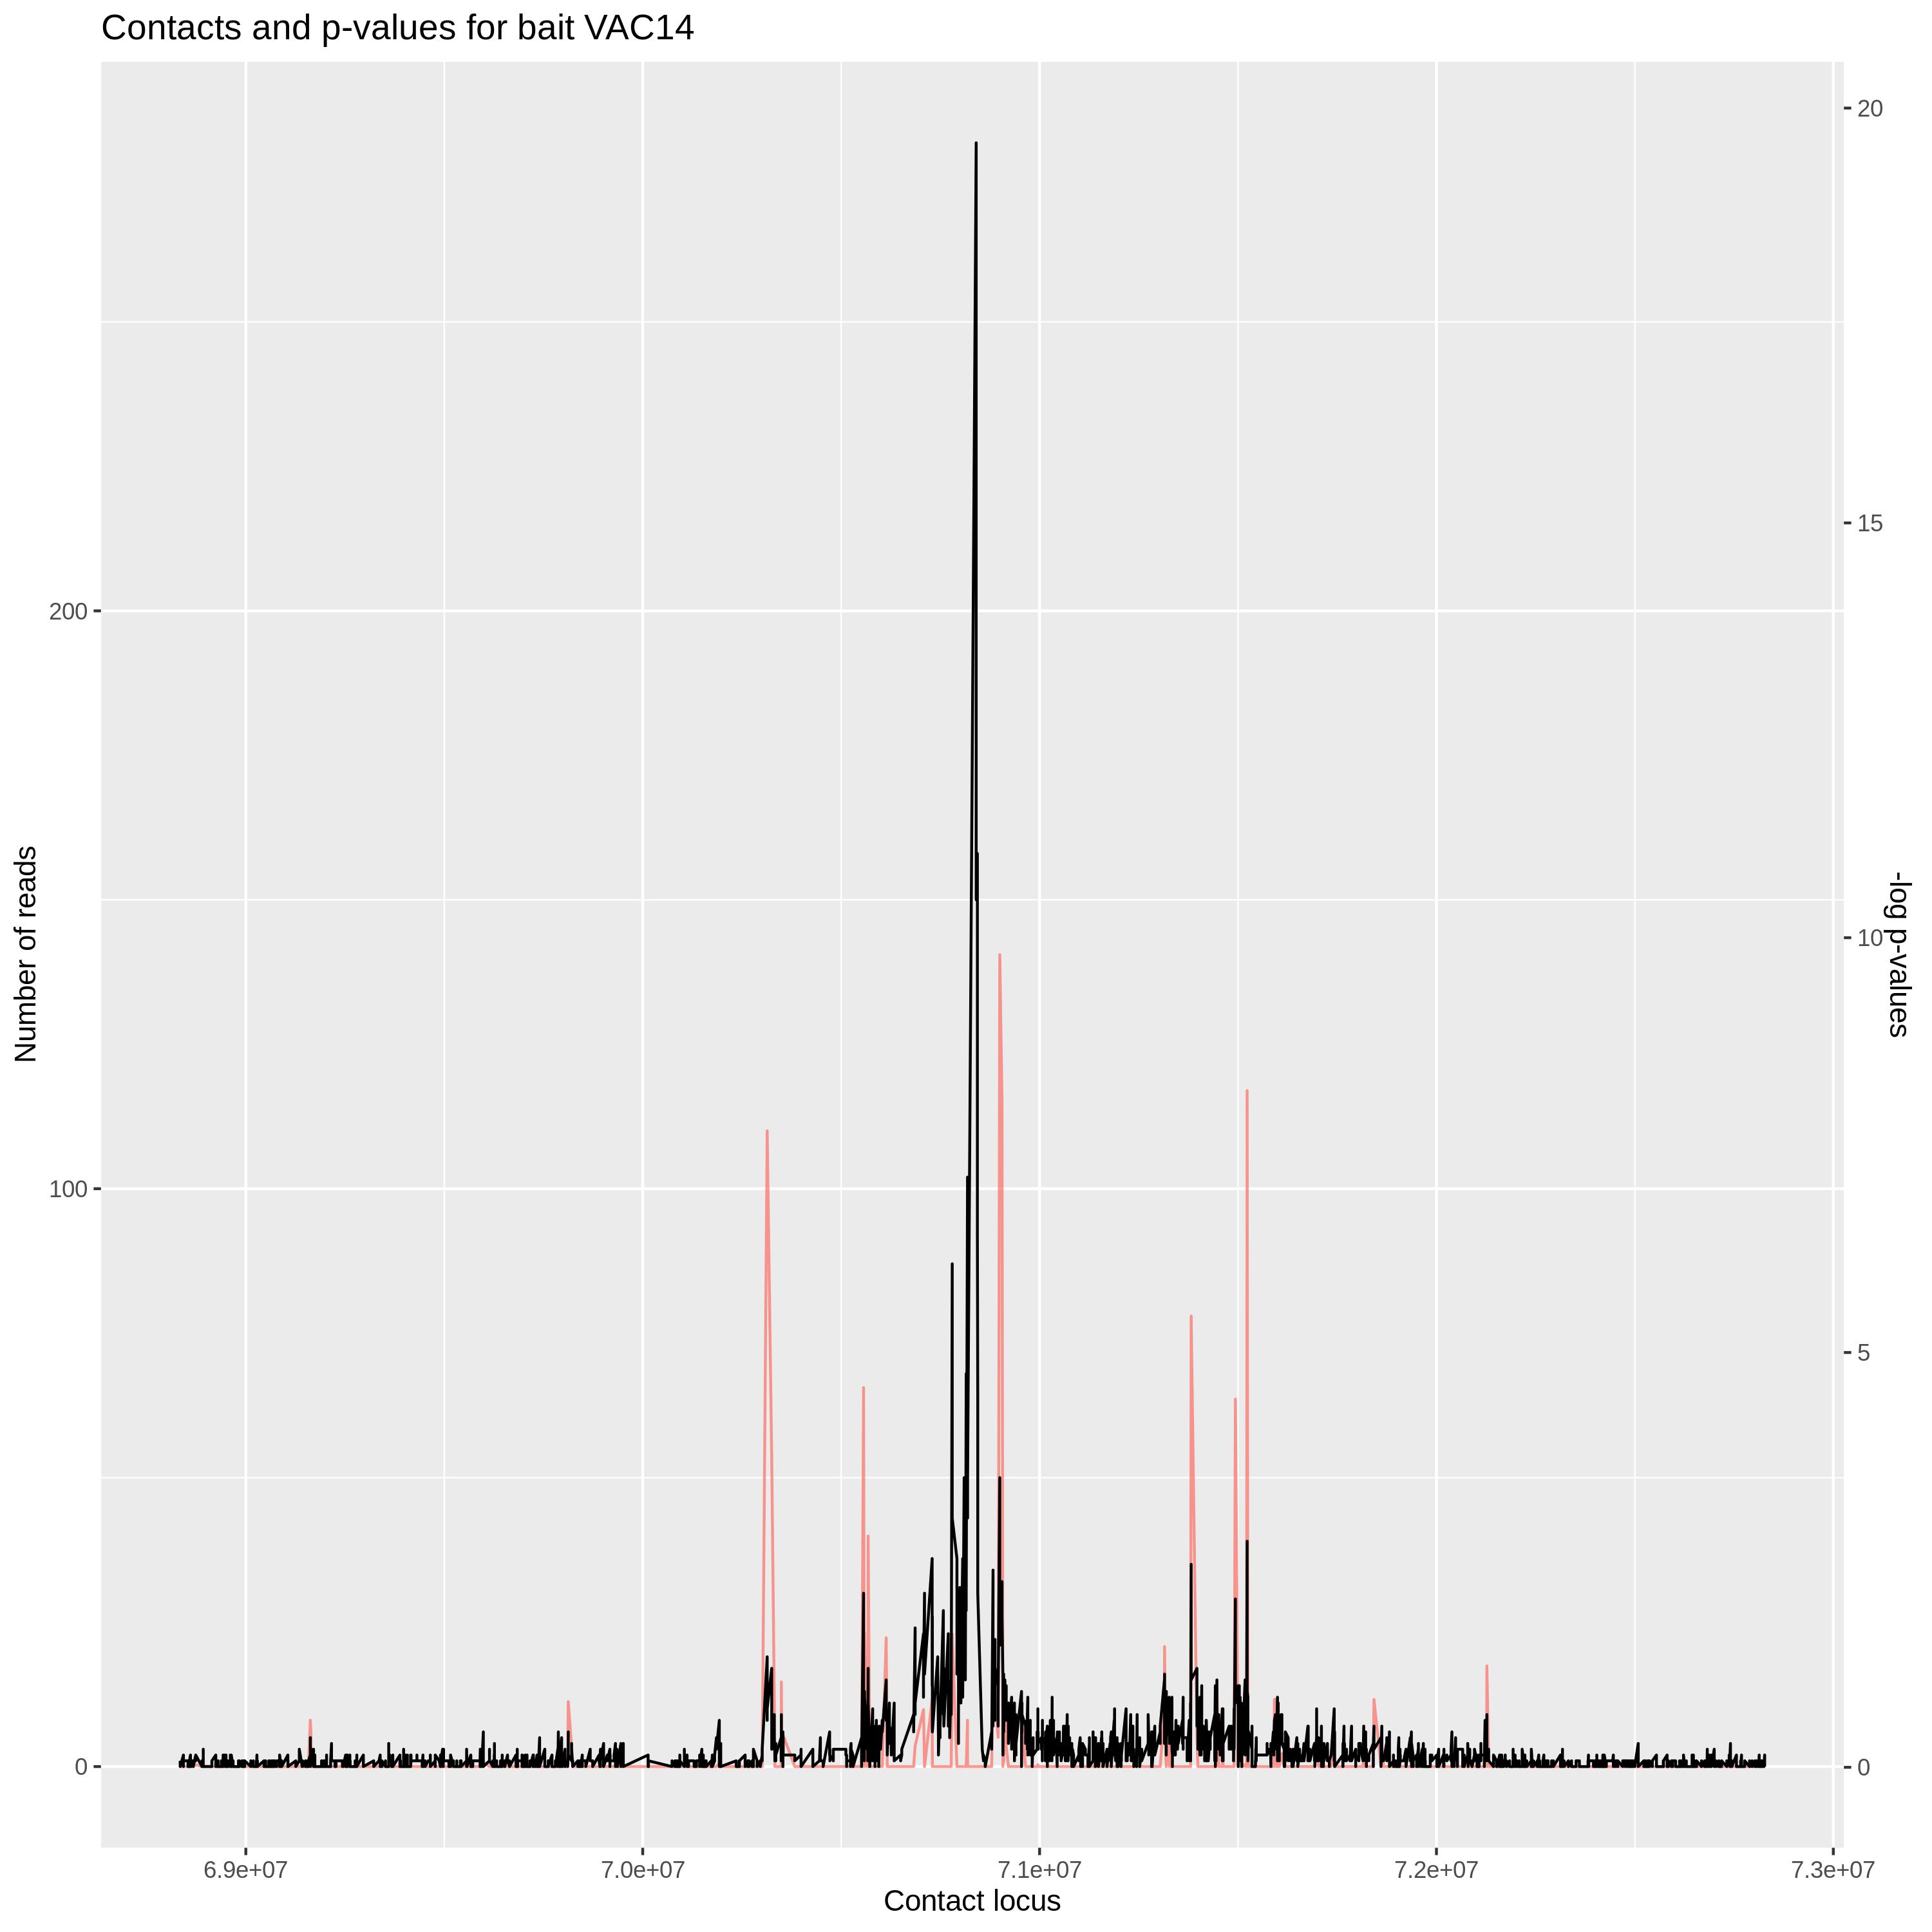 Contacts and p-values for bait VAC14
Number of reads
200
100
0
20
15
10
5
0
-log p-values
6.9e+07
7.0e+07
7.1e+07
7.2e+07
7.3e+07
Contact locus